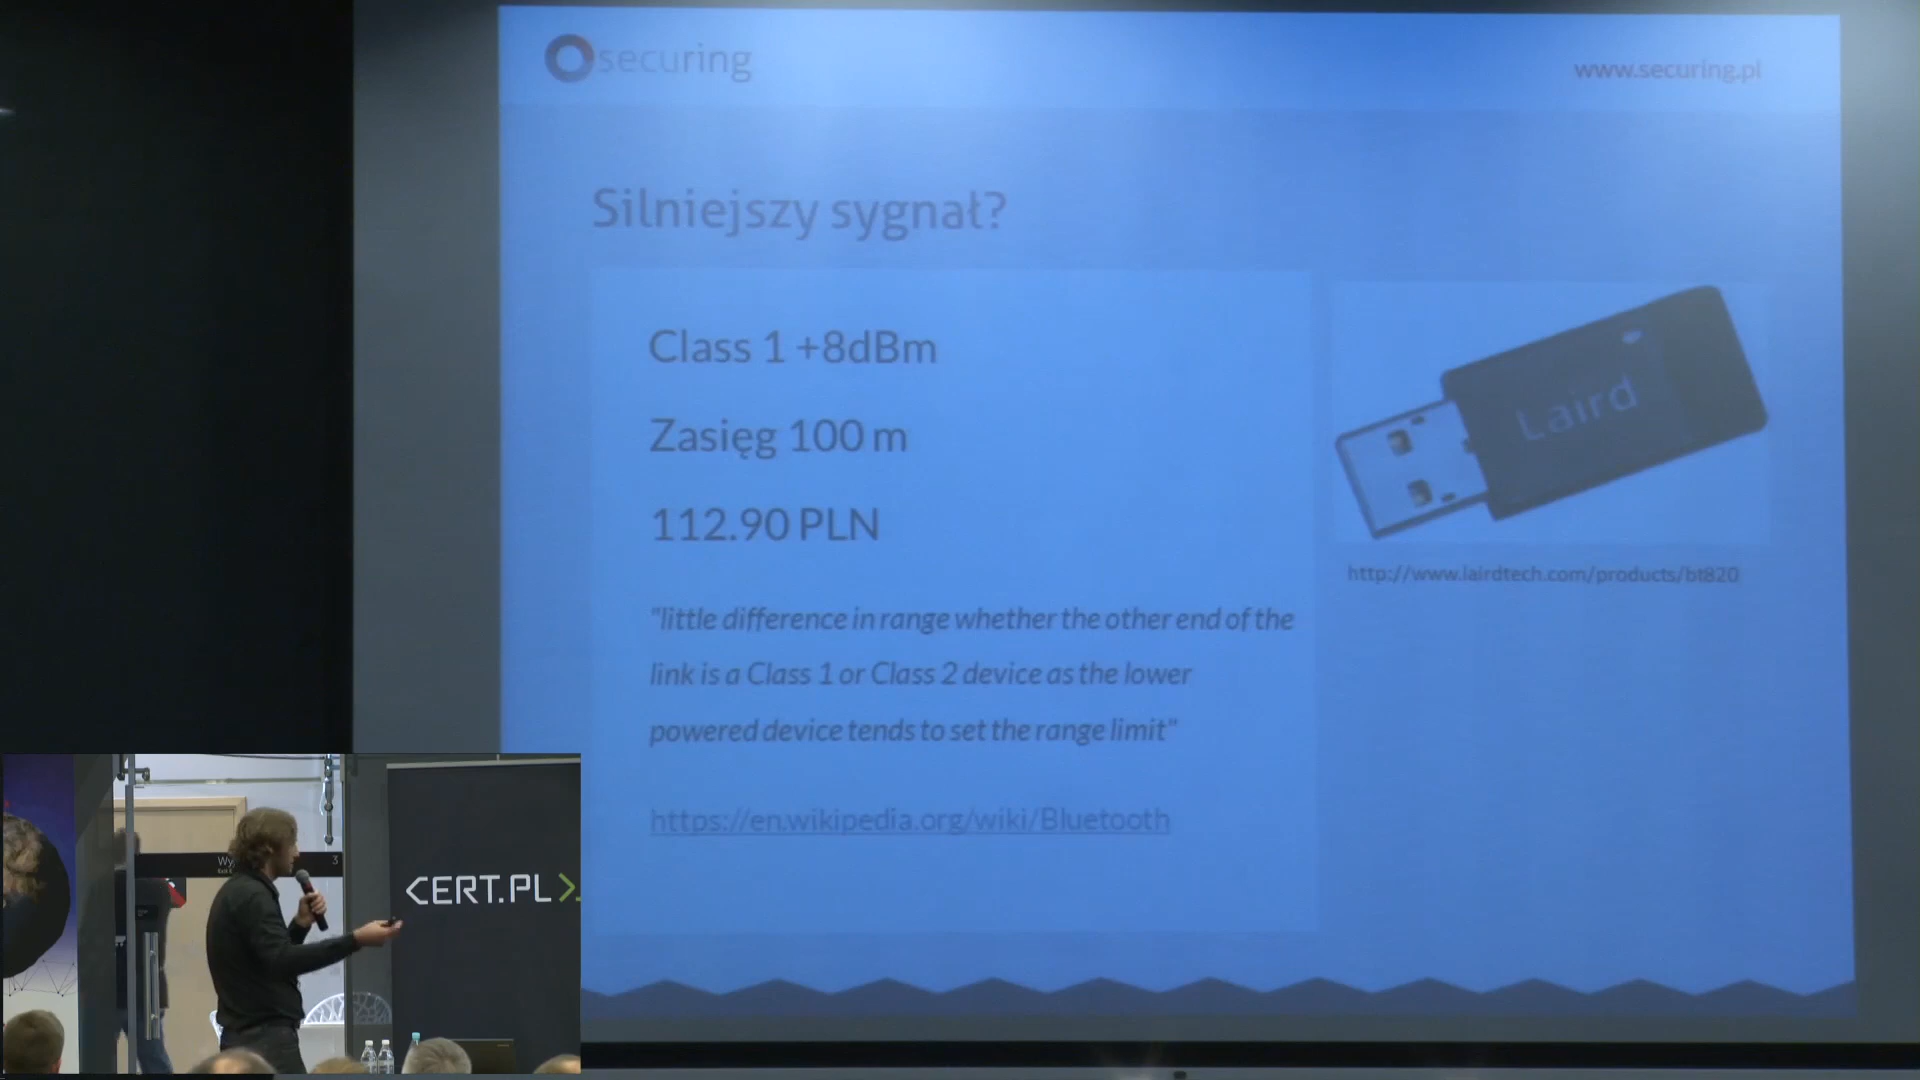 securing
www.securing.pl
Silniejszy sygnał?
Class 1 +8dBm
Zasięg 100 m
112.90 PLN
"little difference in range whether the other end of the
link is a Class 1 or Class 2 device as the lower
powered device tends to set the range limit"
https://en.wikipedia.org/wiki/Bluetooth
Laird
http://www.lairdtech.com/products/bt820
Wy
3
CERT.PL>_